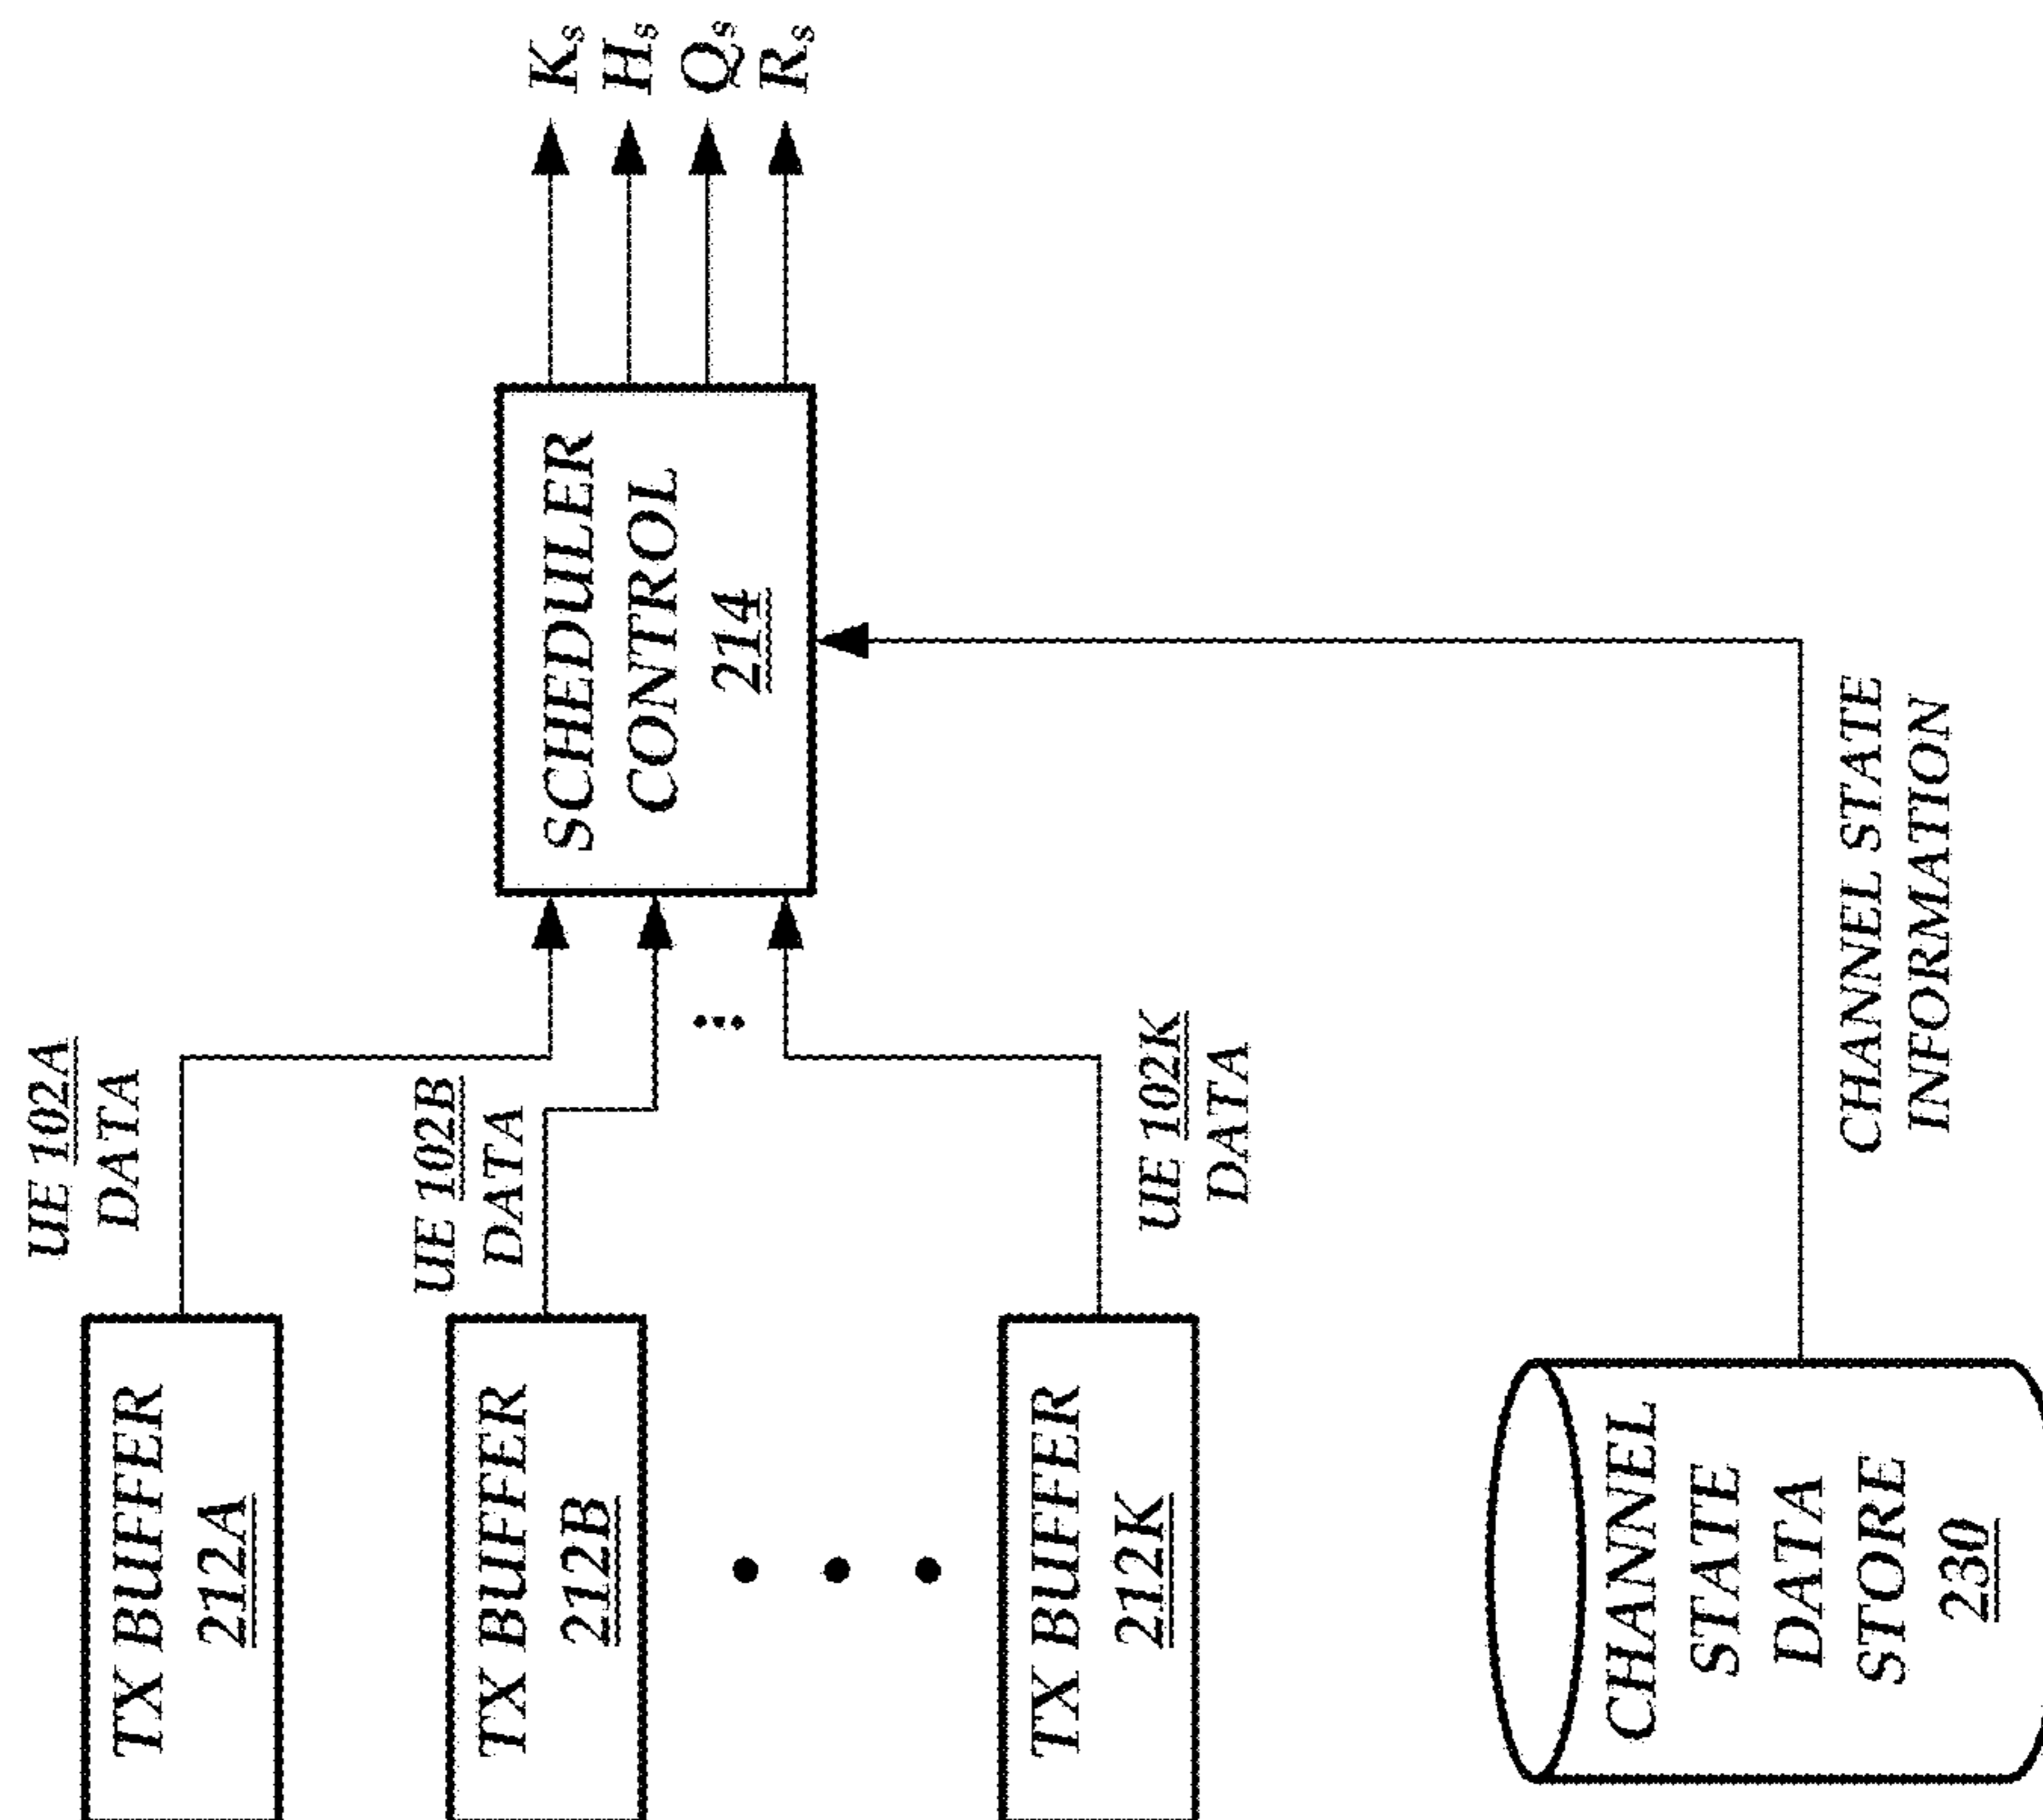 TX BUFFER
212A
UE 102A
DATA
TX BUFFER
212B
UE 102B
DATA
TX BUFFER
212K
UE 102K
DATA
SCHEDULER
CONTROL
214
Ks
Hs
Qs
Rs
CHANNEL
STATE
DATA
STORE
230
CHANNEL STATE
INFORMATION